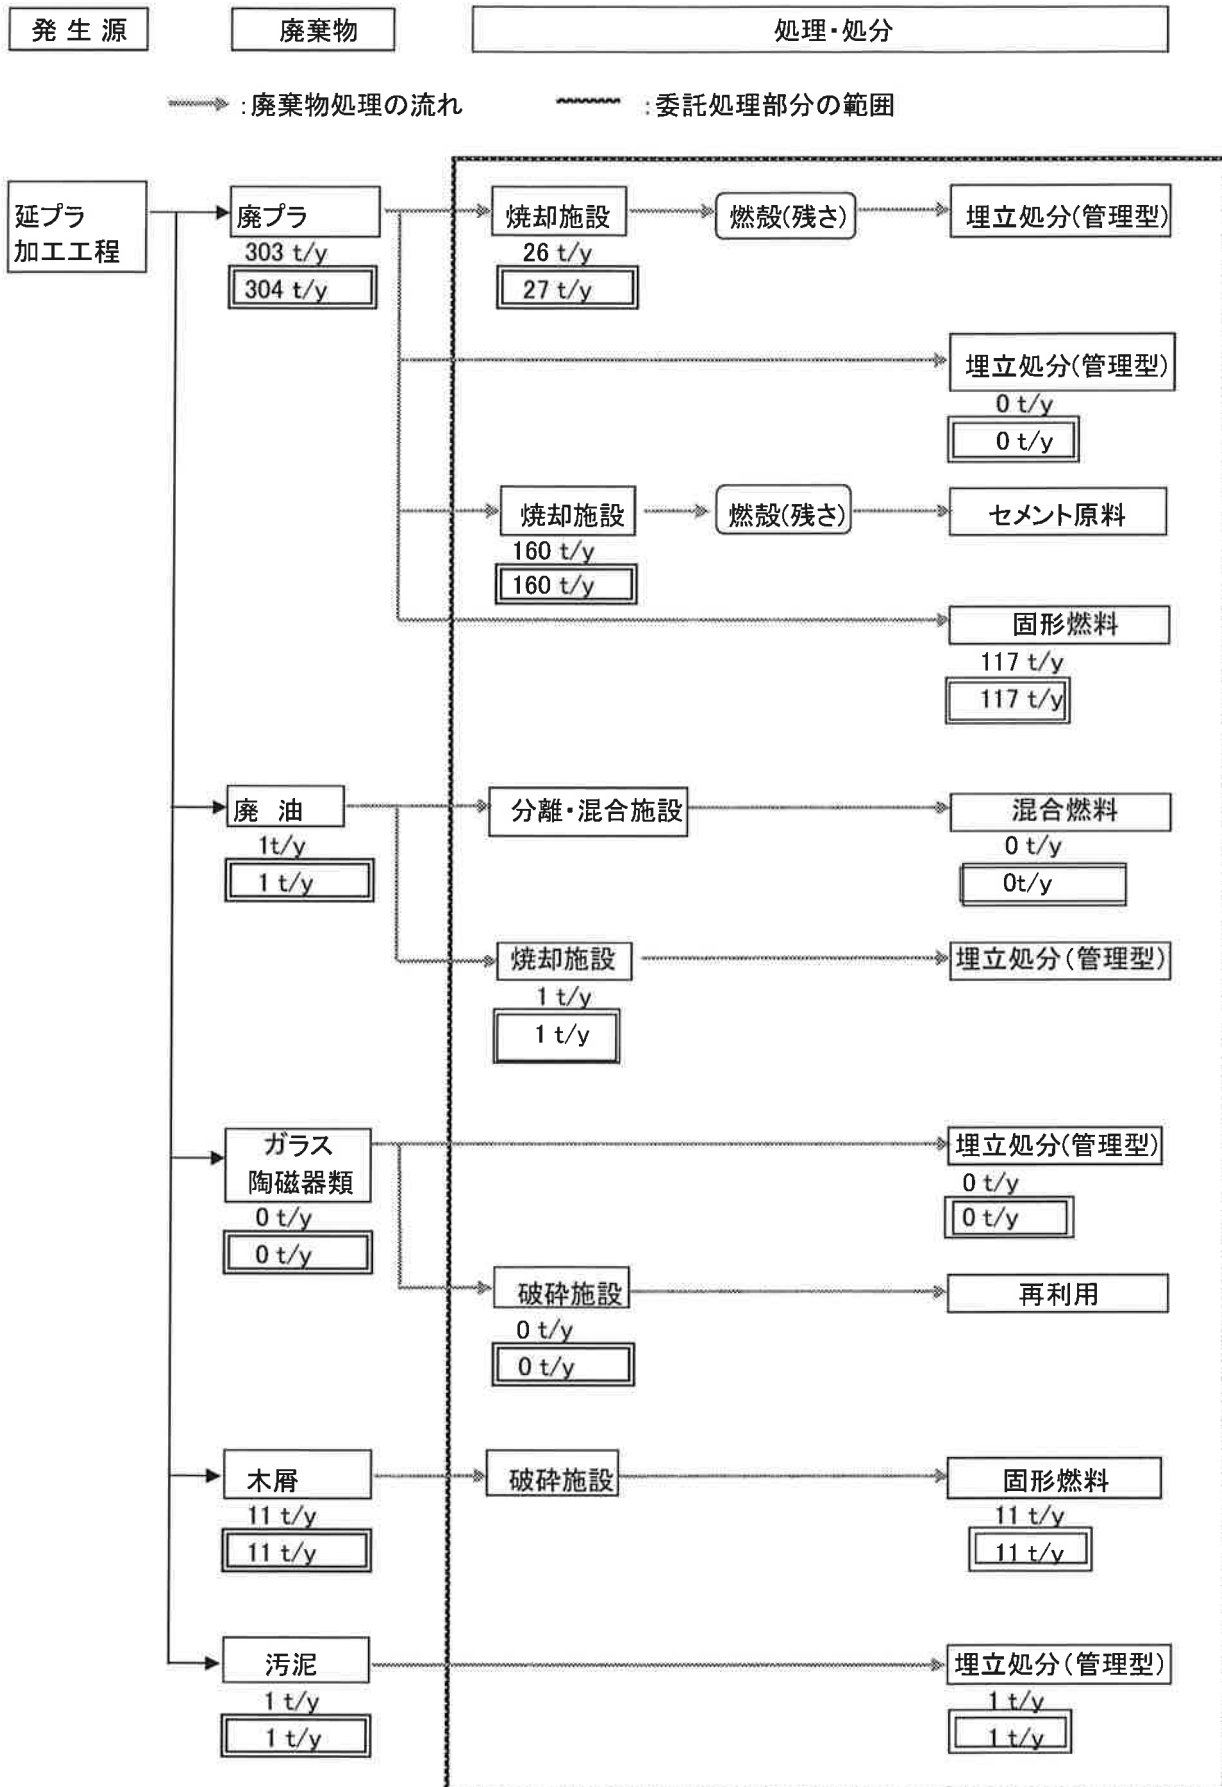 発 生 源
廃棄物
処理・処分
:廃棄物処理の流れ
:委託処理部分の範囲
延プラ
加工工程
廃プラ
303 t/y
304 t/y
焼却施設
26 t/y
27 t/y
燃殻(残さ)
埋立処分(管理型)
埋立処分(管理型)
0 t/y
0 t/y
焼却施設
160 t/y
160 t/y
燃殻(残さ)
セメント原料
固形燃料
117 t/y
117 t/y
廃 油
1t/y
1 t/y
分離・混合施設
混合燃料
0 t/y
0t/y
焼却施設
1 t/y
1 t/y
埋立処分(管理型)
ガラス
陶磁器類
0 t/y
0 t/y
埋立処分(管理型)
0 t/y
0 t/y
破砕施設
0 t/y
0 t/y
再利用
木屑
11 t/y
11 t/y
破砕施設
固形燃料
11 t/y
11 t/y
汚泥
1 t/y
1 t/y
埋立処分(管理型)
1 t/y
1 t/y